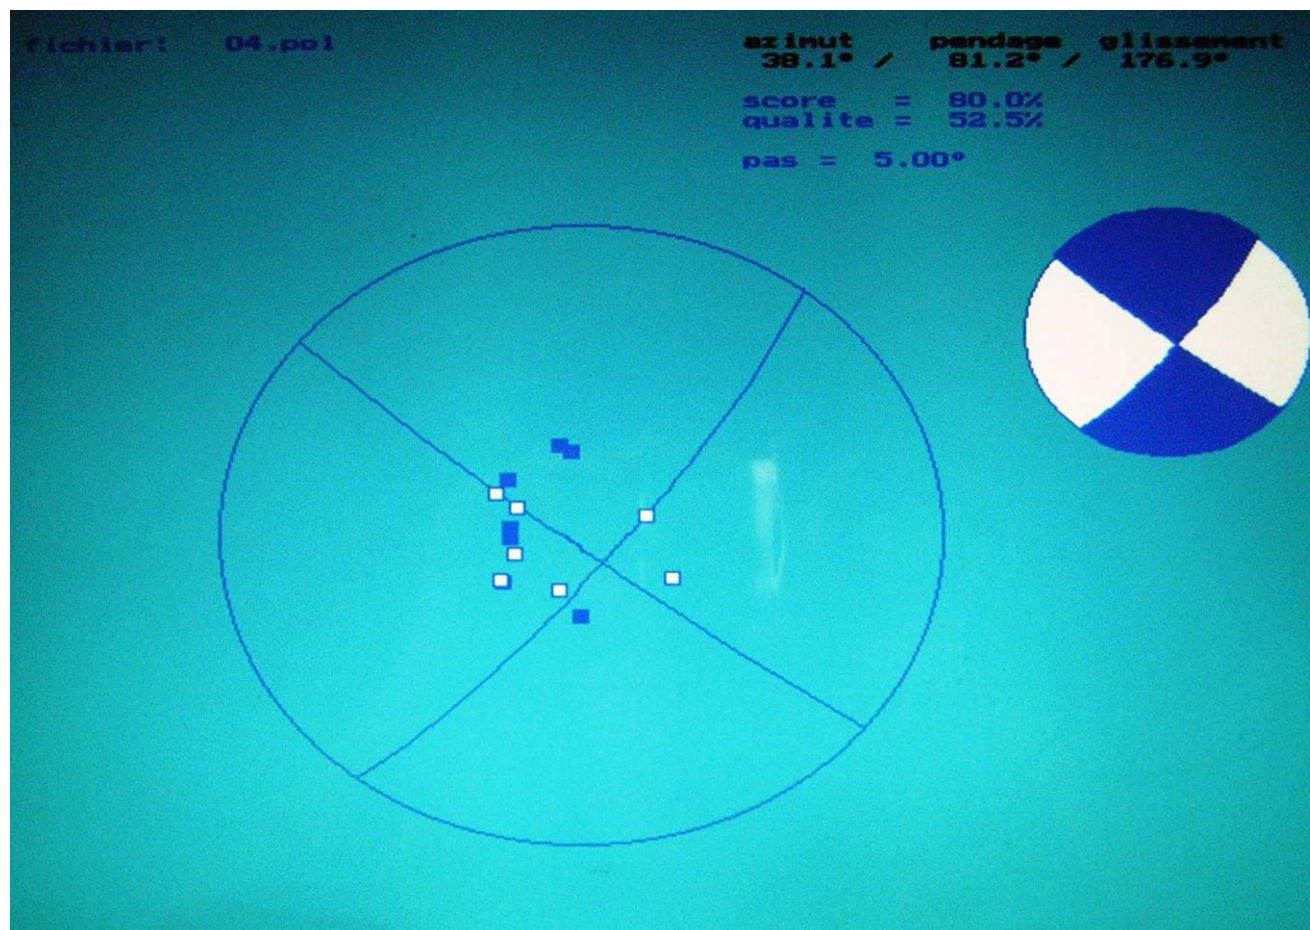 fichier: 04.pol
azimut pendage glissement
38.1° / 81.2° / 176.9°
score = 80.0%
qualite = 52.5%
pas = 5.00°